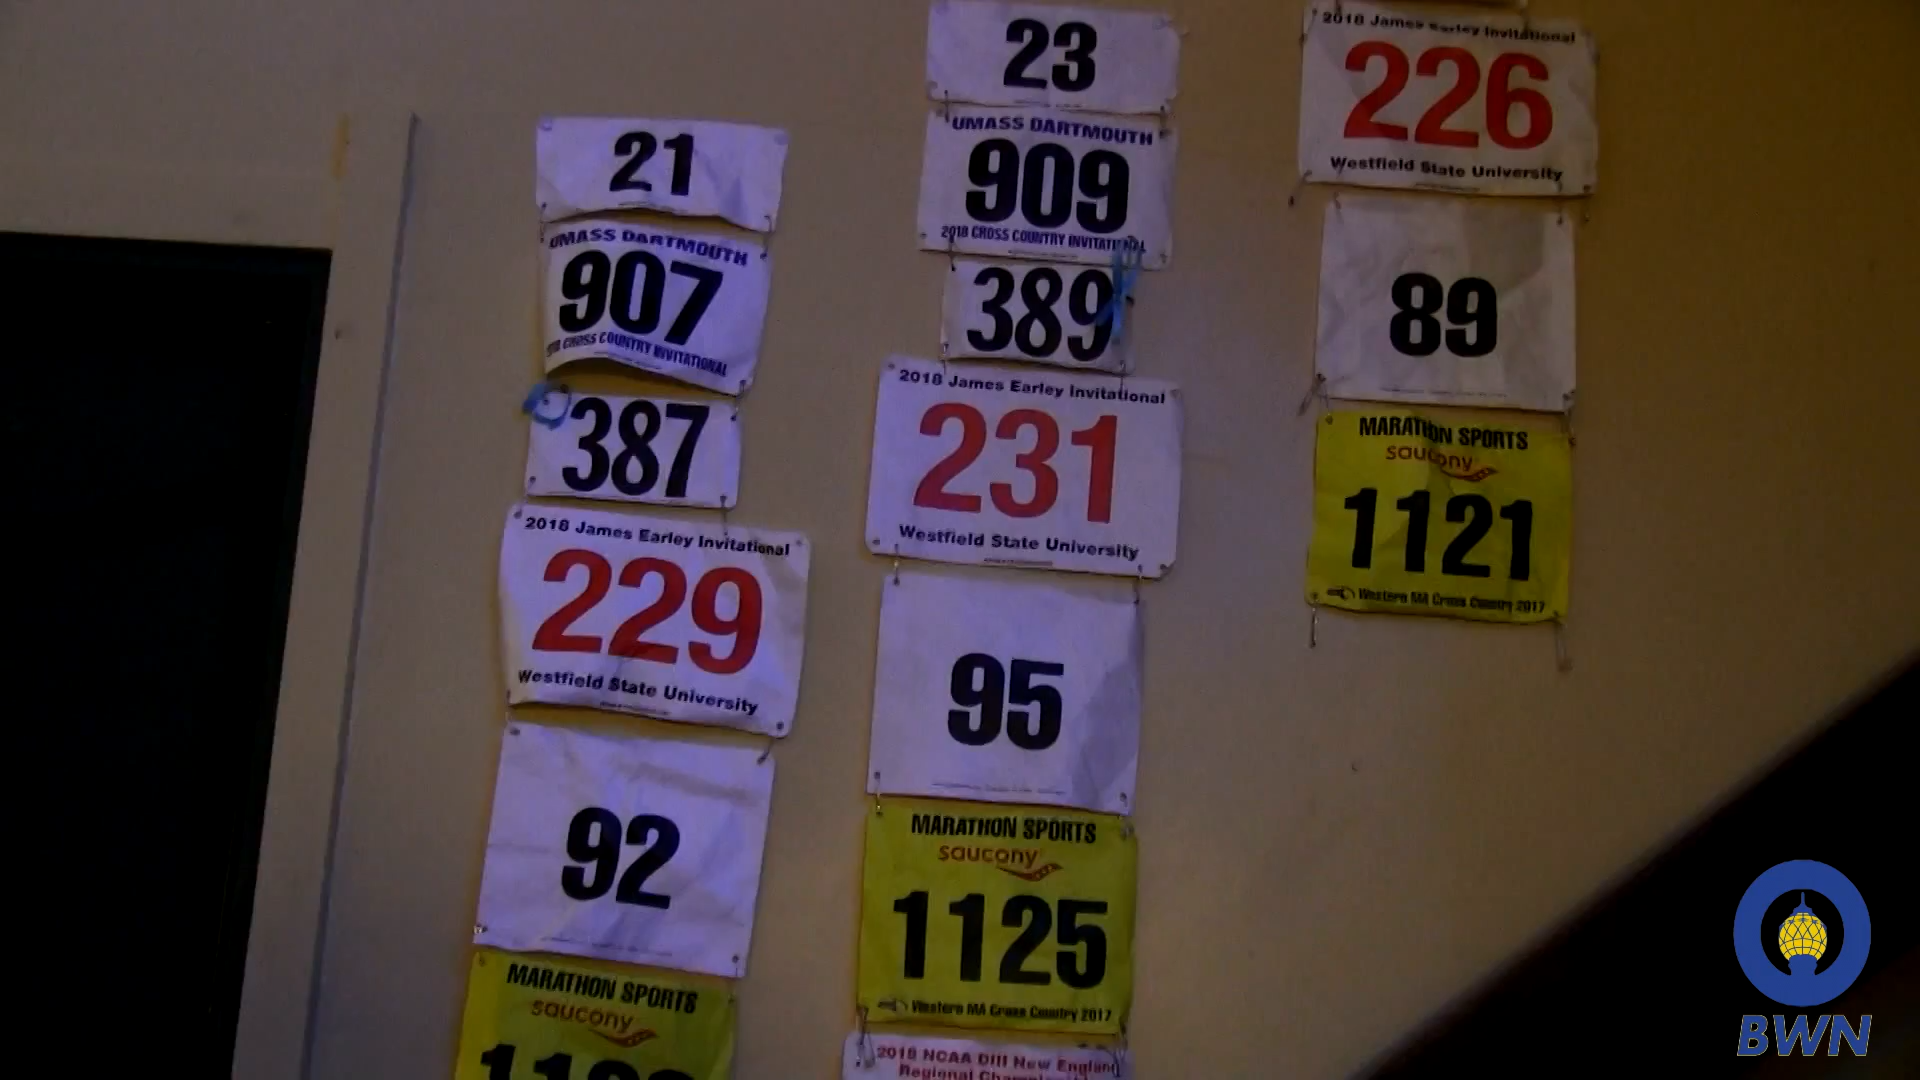 21
UMASS DARTMOUTH
907
2018 CROSS COUNTRY INVITATIONAL
387
2018 James Earley Invitational
229
Westfield State University
92
MARATHON SPORTS
saucony
23
UMASS DARTMOUTH
909
2018 CROSS COUNTRY INVITATIONAL
389
2018 James Earley Invitational
231
Westfield State University
95
MARATHON SPORTS
saucony
1125
Western MA Cross Country 2017
2018 NCAA DIII New England
Regional
2018 James Earley Invitational
226
Westfield State University
89
MARATHON SPORTS
saucony
1121
Western MA Cross Country 2017
BWN